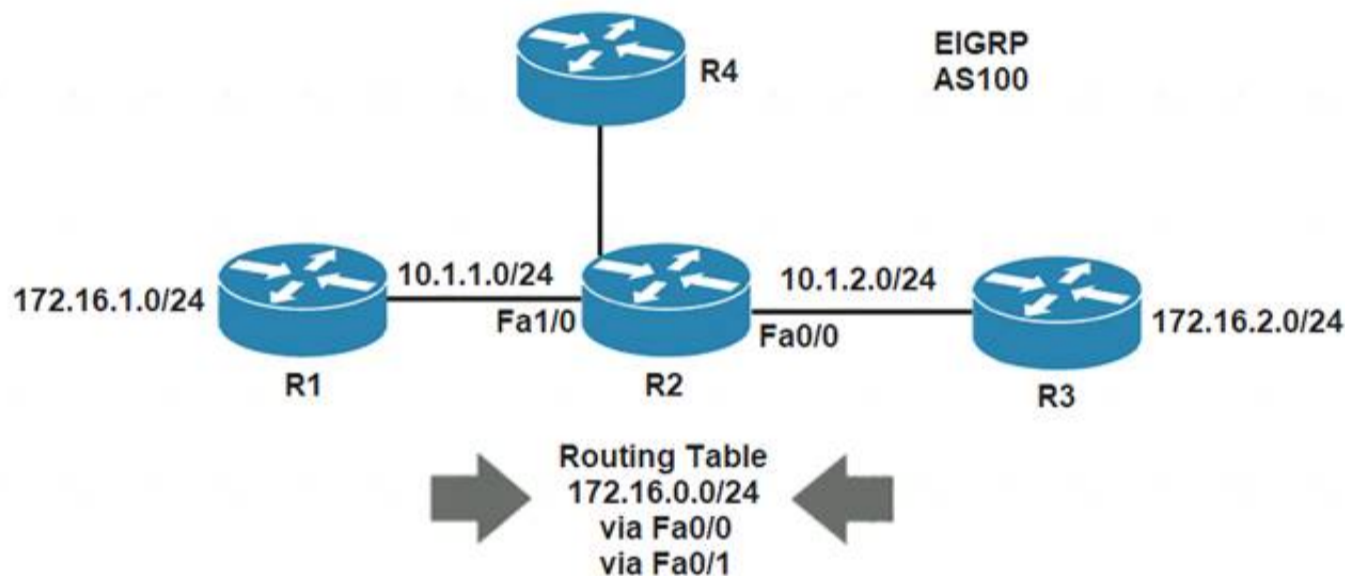 R4
EIGRP
AS100
172.16.1.0/24
10.1.1.0/24
Fa1/0
10.1.2.0/24
Fa0/0
172.16.2.0/24
R1
R2
R3
Routing Table
172.16.0.0/24
via Fa0/0
via Fa0/1